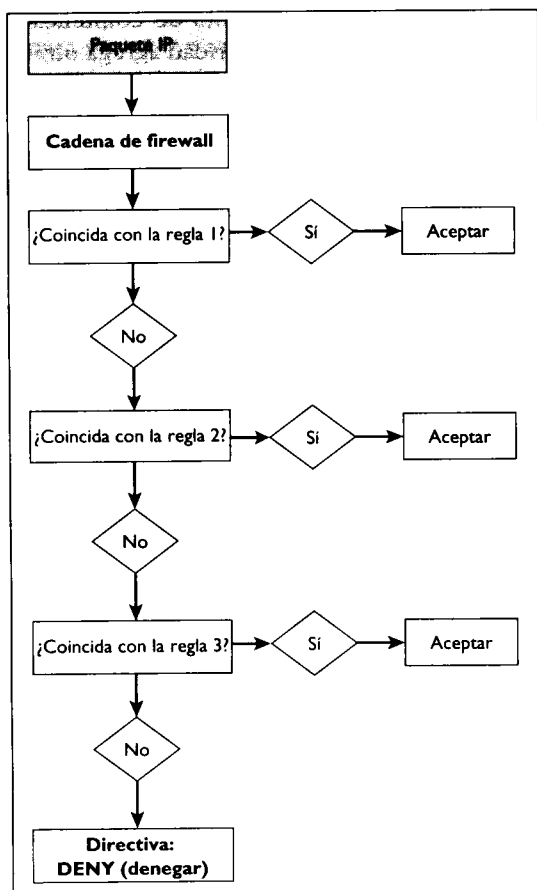 Paquete IP
Cadena de firewall
¿Coincida con la regla 1?
Sí
Aceptar
No
¿Coincida con la regla 2?
Sí
Aceptar
No
¿Coincida con la regla 3?
Sí
Aceptar
No
Directiva:
DENY (denegar)